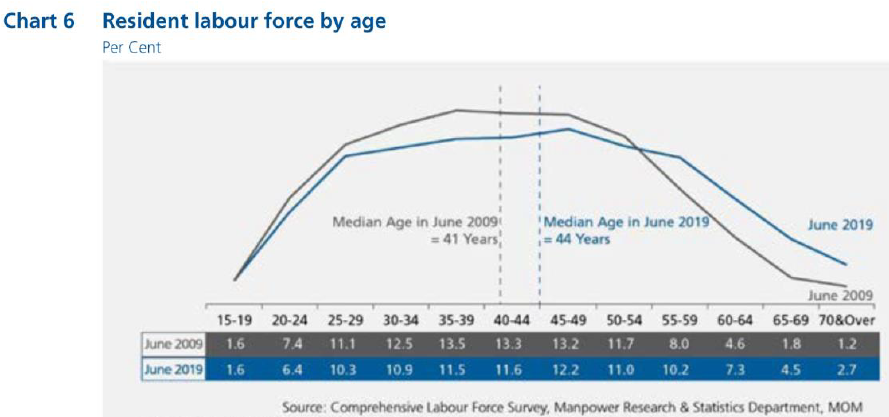 Chart 6 Resident labour force by age
Per Cent
Median Age in June 2009
= 41 Years
Median Age in June 2019
= 44 Years
June 2019
June 2009
15-19 20-24 25-29 30-34 35-39 40-44 45-49 50-54 55-59 60-64 65-69 70&Over
June 2009 1.6 7.4 11.1 12.5 13.5 13.3 13.2 11.7 8.0 4.6 1.8 1.2
June 2019 1.6 6.4 10.3 10.9 11.5 11.6 12.2 11.0 10.2 7.3 4.5 2.7
Source: Comprehensive Labour Force Survey, Manpower Research & Statistics Department, MOM